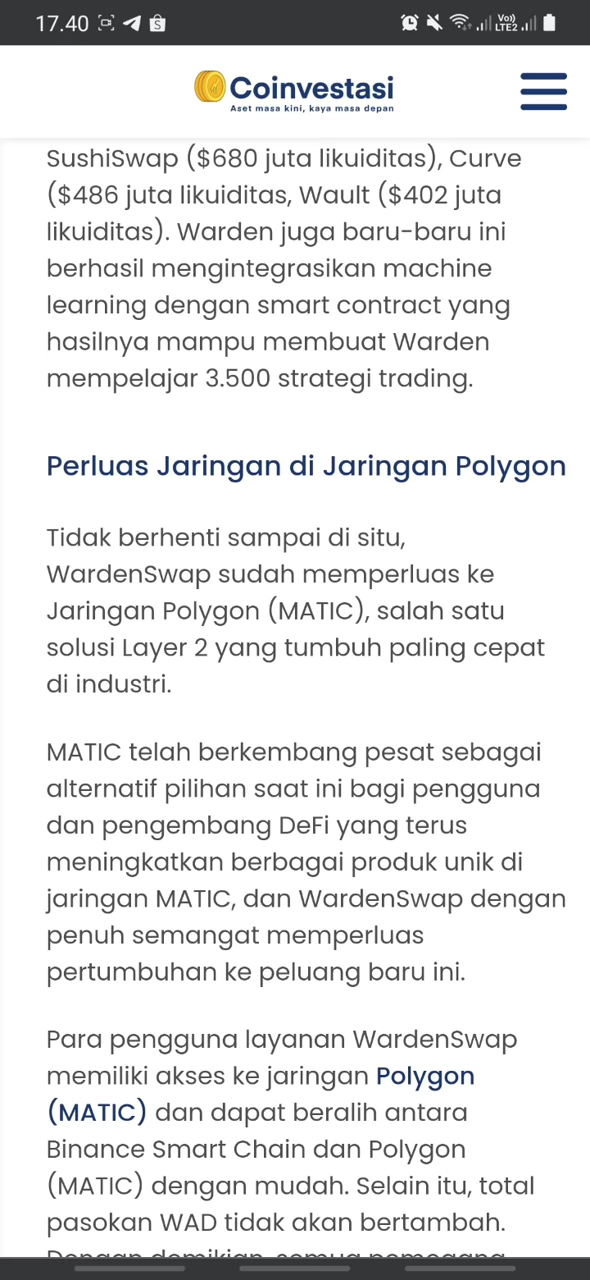 17.40
Vo))
LTE2
Coinvestasi
Aset masa kini, kaya masa depan
SushiSwap ($680 juta likuiditas), Curve
($486 juta likuiditas, Wault ($402 juta
likuiditas). Warden juga baru-baru ini
berhasil mengintegrasikan machine
learning dengan smart contract yang
hasilnya mampu membuat Warden
mempelajar 3.500 strategi trading.
Perluas Jaringan di Jaringan Polygon
Tidak berhenti sampai di situ,
WardenSwap sudah memperluas ke
Jaringan Polygon (MATIC), salah satu
solusi Layer 2 yang tumbuh paling cepat
di industri.
MATIC telah berkembang pesat sebagai
alternatif pilihan saat ini bagi pengguna
dan pengembang DeFi yang terus
meningkatkan berbagai produk unik di
jaringan MATIC, dan WardenSwap dengan
penuh semangat memperluas
pertumbuhan ke peluang baru ini.
Para pengguna layanan WardenSwap
memiliki akses ke jaringan Polygon
(MATIC) dan dapat beralih antara
Binance Smart Chain dan Polygon
(MATIC) dengan mudah. Selain itu, total
pasokan WAD tidak akan bertambah.
Dengan demikian, semua pemegang